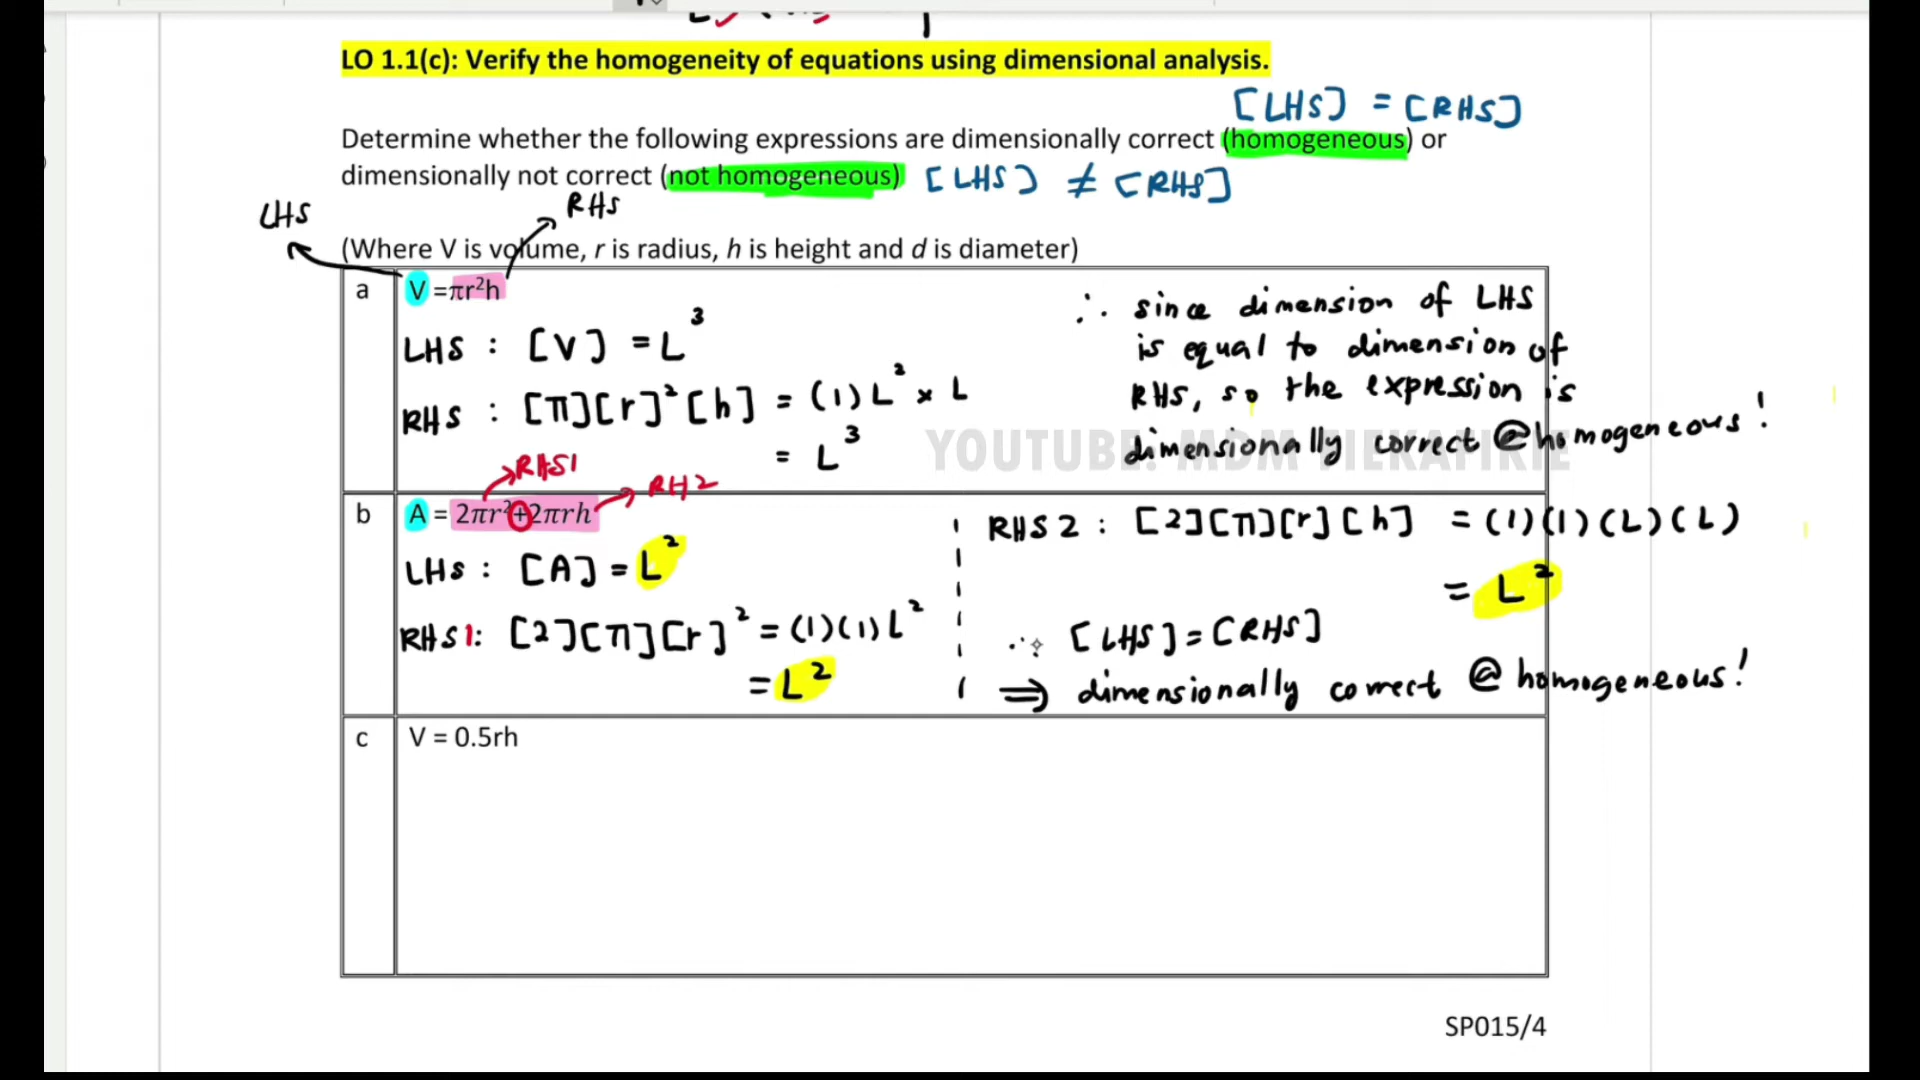 LO 1.1(c): Verify the homogeneity of equations using dimensional analysis.
[LHS] = [RHS]
Determine whether the following expressions are dimensionally correct (homogeneous) or
dimensionally not correct (not homogeneous) [LHS] ≠ [RHS]
LHS
RHS
(Where V is volume, r is radius, h is height and d is diameter)
a V =πr²h
LHS : [V] = L³
RHS : [π][r]²[h] = (1)L² × L
= L³
∴ since dimension of LHS
is equal to dimension of
RHS, so the expression is
dimensionally correct @ homogeneous!
YOUTUBE: MDM FIEKAFIKIE
b A = 2πr²+2πrh
RHS1
RH2
LHS : [A] = L²
RHS1: [2][π][r]² = (1)(1)L²
= L²
RHS 2 : [2][π][r][h] = (1)(1)(L)(L)
= L²
∴ [LHS] = [RHS]
⇒ dimensionally correct @ homogeneous!
c V = 0.5rh
SP015/4